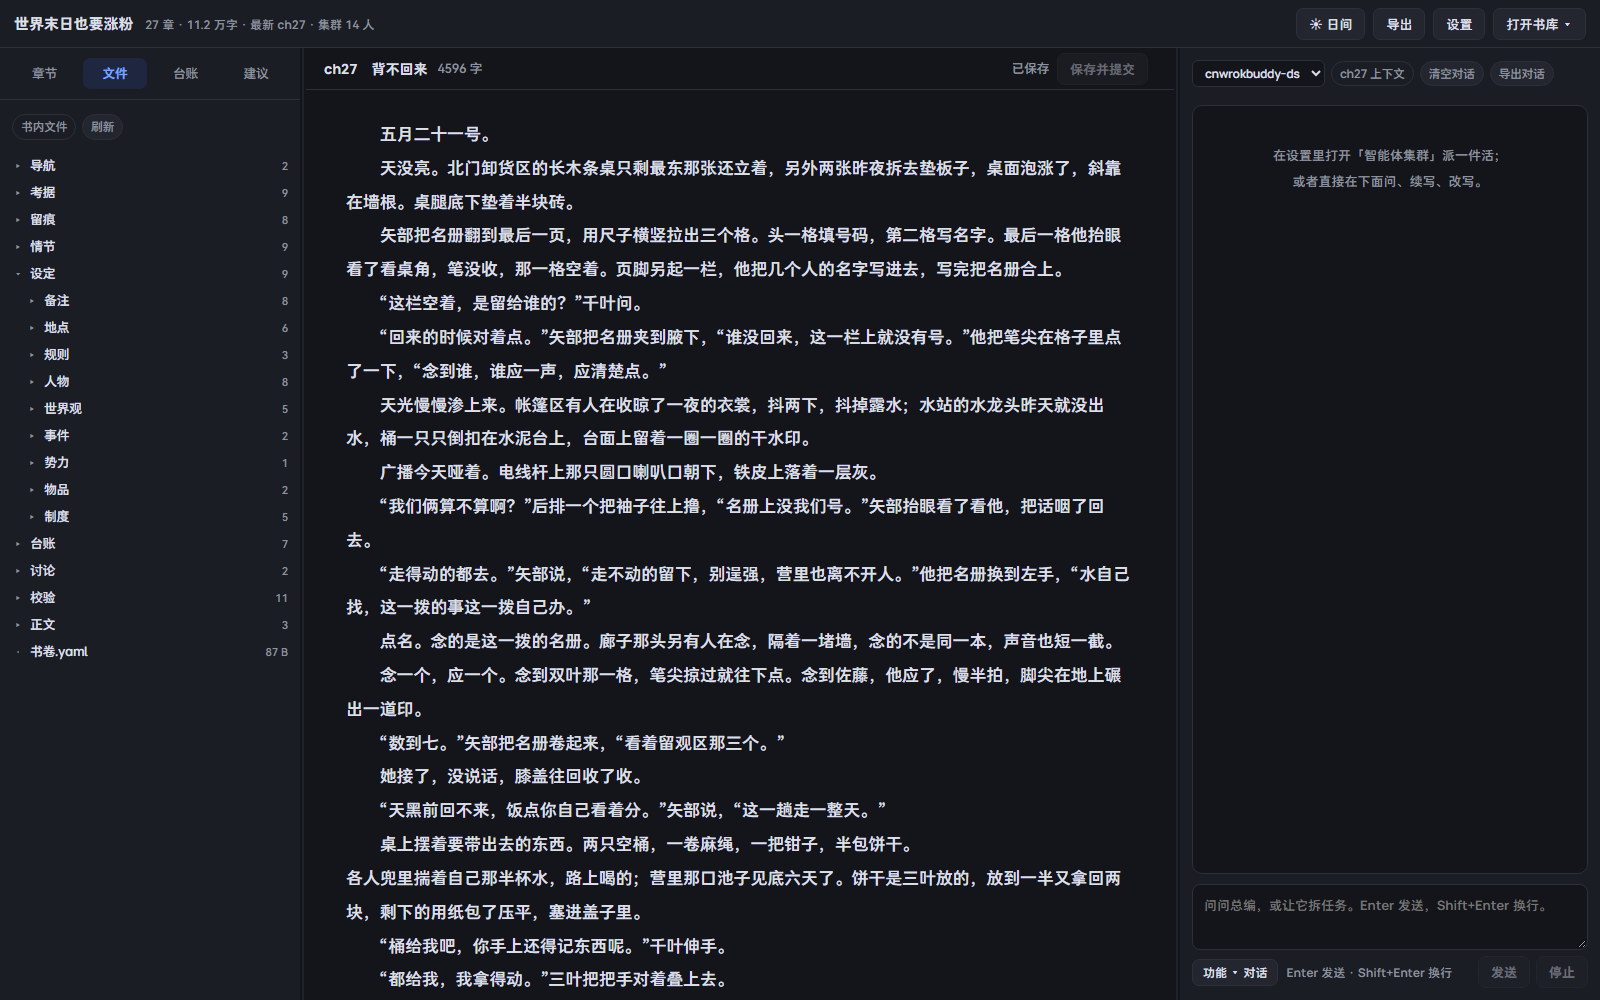 世界末日也要涨粉 27 章 · 11.2 万字 · 最新 ch27 · 集群 14 人
☀ 日间 导出 设置 打开书库
章节 文件 台账 建议
书内文件 刷新
导航 2
考据 9
留痕 8
情节 9
设定 9
备注 8
地点 6
规则 3
人物 8
世界观 5
事件 2
势力 1
物品 2
制度 5
台账 7
讨论 2
校验 11
正文 3
书卷.yaml 87 B
ch27 背不回来 4596 字 已保存 保存并提交
五月二十一号。
天没亮。北门卸货区的长木条桌只剩最东那张还立着，另外两张昨夜拆去垫板子，桌面泡涨了，斜靠
在墙根。桌腿底下垫着半块砖。
矢部把名册翻到最后一页，用尺子横竖拉出三个格。头一格填号码，第二格写名字。最后一格他抬眼
看了看桌角，笔没收，那一格空着。页脚另起一栏，他把几个人的名字写进去，写完把名册合上。
“这栏空着，是留给谁的？”千叶问。
“回来的时候对着点。”矢部把名册夹到腋下，“谁没回来，这一栏上就没有号。”他把笔尖在格子里点
了一下，“念到谁，谁应一声，应清楚点。”
天光慢慢渗上来。帐篷区有人在收晾了一夜的衣裳，抖两下，抖掉露水；水站的水龙头昨天就没出
水，桶一只只倒扣在水泥台上，台面上留着一圈一圈的干水印。
广播今天哑着。电线杆上那只圆口喇叭口朝下，铁皮上落着一层灰。
“我们俩算不算啊？”后排一个把袖子往上撸，“名册上没我们号。”矢部抬眼看了看他，把话咽了回
去。
“走得动的都去。”矢部说，“走不动的留下，别逞强，营里也离不开人。”他把名册换到左手，“水自己
找，这一拨的事这一拨自己办。”
点名。念的是这一拨的名册。廊子那头另有人在念，隔着一堵墙，念的不是同一本，声音也短一截。
念一个，应一个。念到双叶那一格，笔尖掠过就往下点。念到佐藤，他应了，慢半拍，脚尖在地上碾
出一道印。
“数到七。”矢部把名册卷起来，“看着留观区那三个。”
她接了，没说话，膝盖往回收了收。
“天黑前回不来，饭点你自己看着分。”矢部说，“这一趟走一整天。”
桌上摆着要带出去的东西。两只空桶，一卷麻绳，一把钳子，半包饼干。
各人兜里揣着自己那半杯水，路上喝的；营里那口池子见底六天了。饼干是三叶放的，放到一半又拿回两
块，剩下的用纸包了压平，塞进盖子里。
“桶给我吧，你手上还得记东西呢。”千叶伸手。
“都给我，我拿得动。”三叶把把手对着叠上去。
cnwrokbuddy-ds ch27 上下文 清空对话 导出对话
在设置里打开「智能体集群」派一件活；
或者直接在下面问、续写、改写。
问问总编，或让它拆任务。Enter 发送，Shift+Enter 换行。
功能 · 对话 Enter 发送 · Shift+Enter 换行 发送 停止